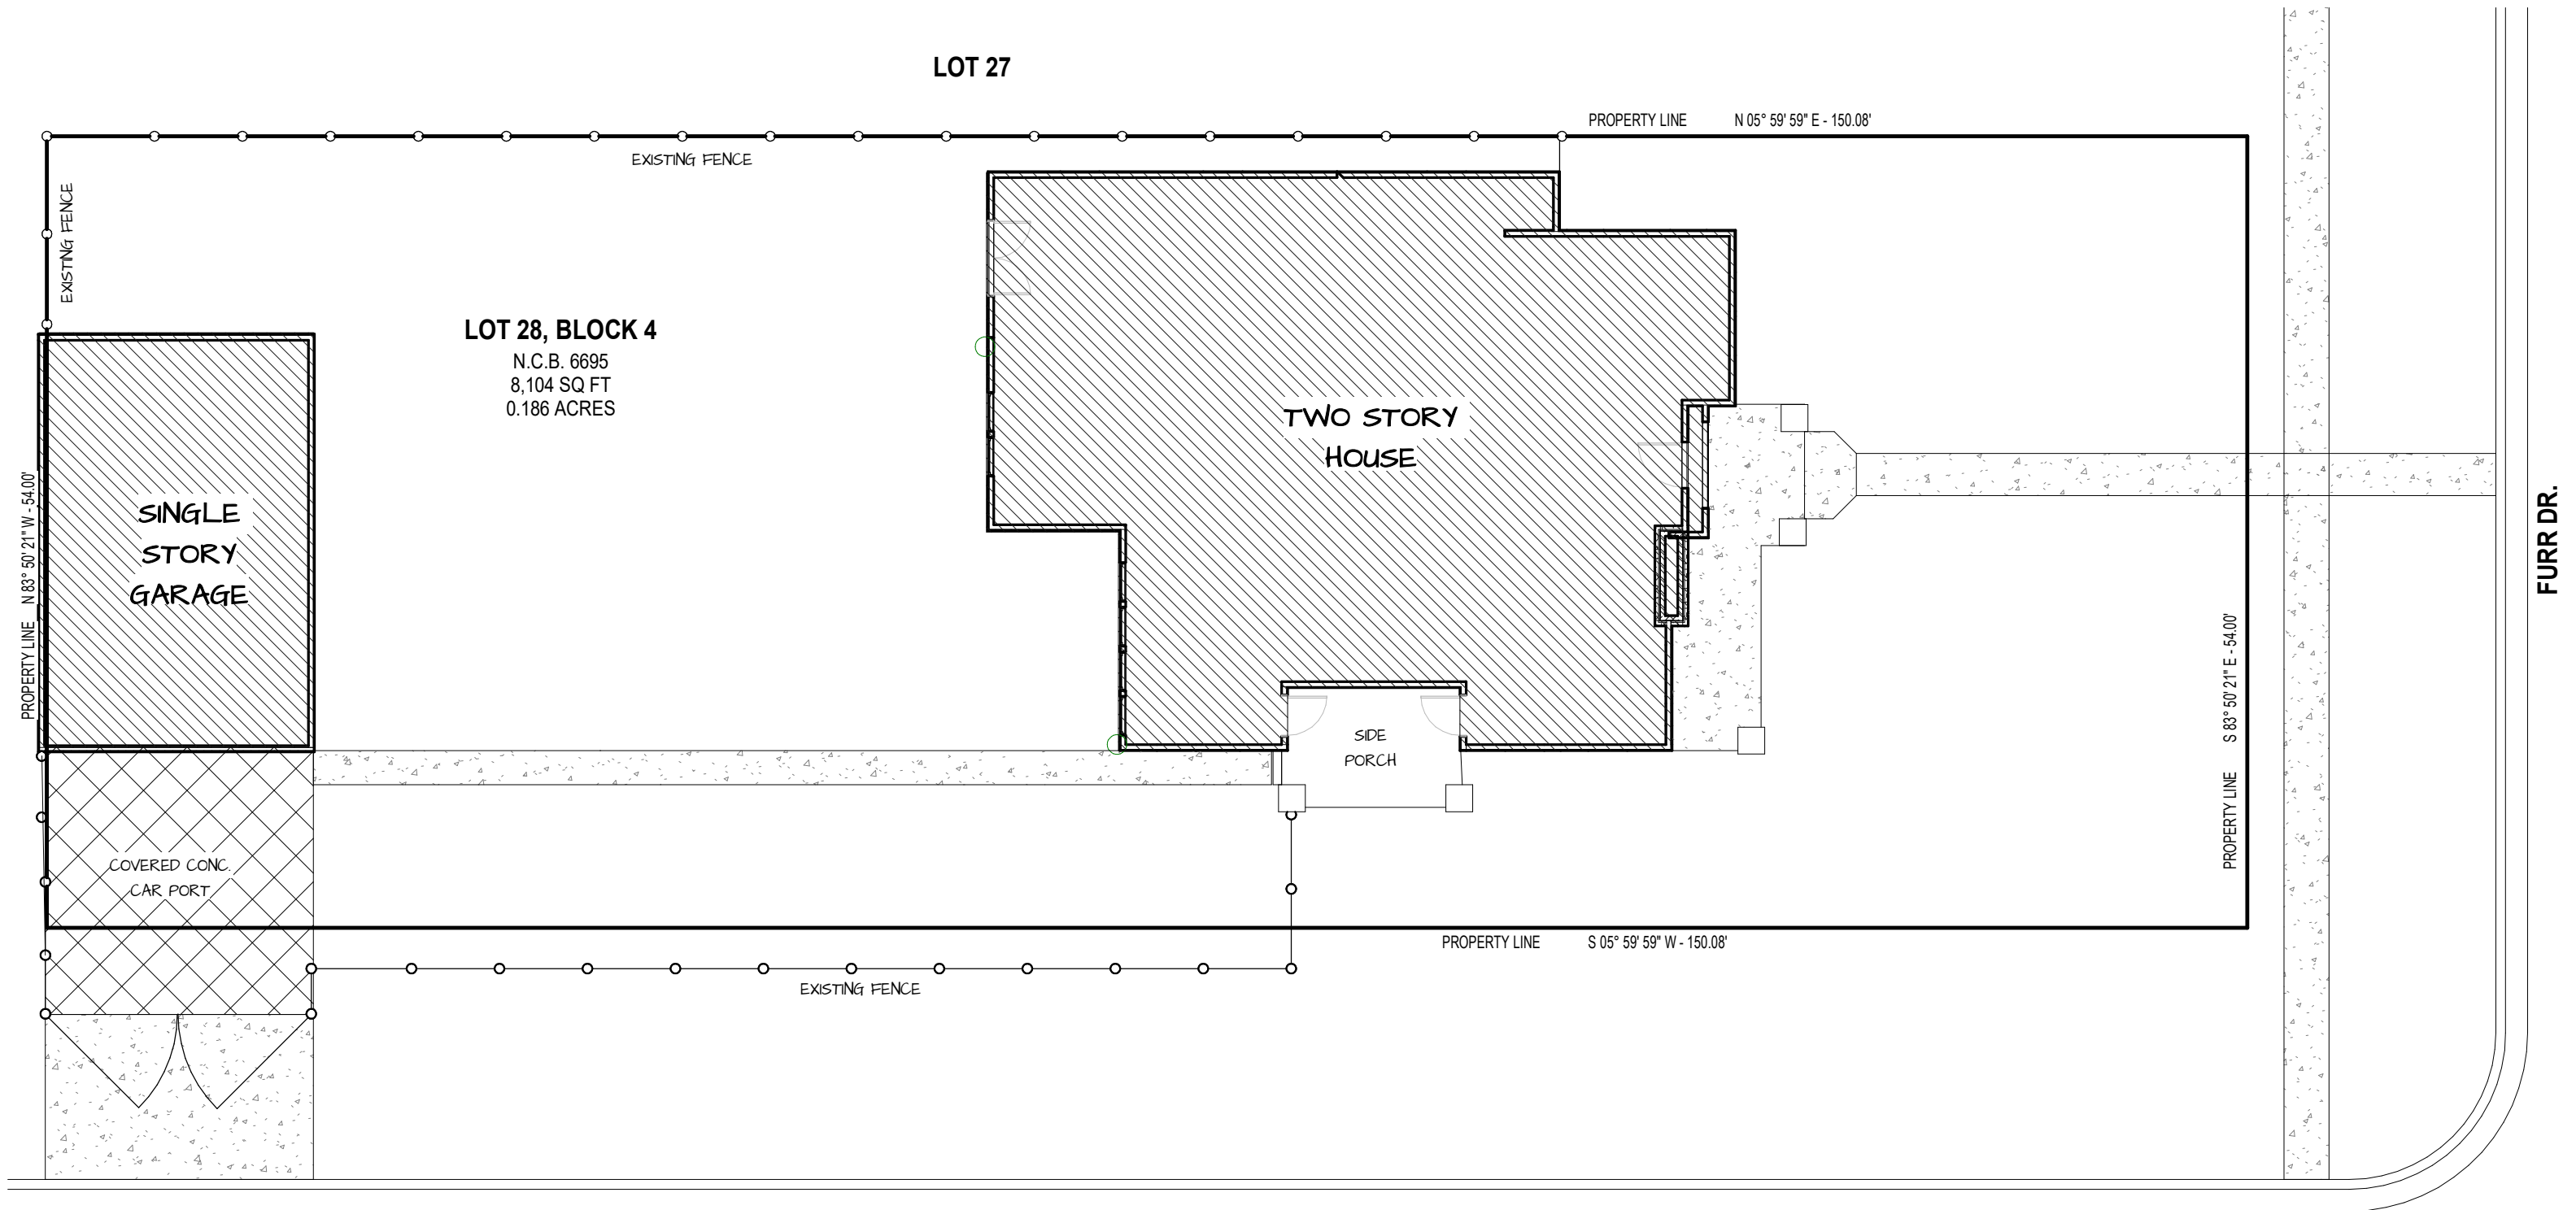 LOT 27
PROPERTY LINE N 05° 59' 59" E - 150.08'
EXISTING FENCE
EXISTING FENCE
LOT 28, BLOCK 4
N.C.B. 6695
8,104 SQ FT
0.186 ACRES
TWO STORY
HOUSE
SINGLE
STORY
GARAGE
PROPERTY LINE N 83° 50' 21" W - 54.00'
FURR DR.
PROPERTY LINE S 83° 50' 21" E - 54.00'
SIDE
PORCH
COVERED CONC.
CAR PORT
PROPERTY LINE S 05° 59' 59" W - 150.08'
EXISTING FENCE